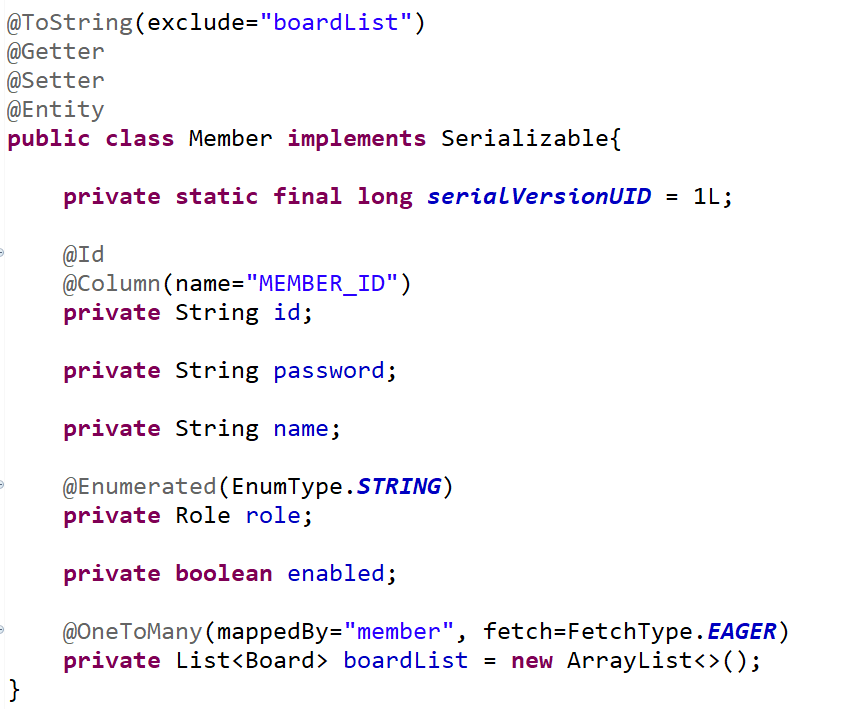 @ToString(exclude="boardList")
@Getter
@Setter
@Entity
public class Member implements Serializable{
    private static final long serialVersionUID = 1L;
    @Id
    @Column(name="MEMBER_ID")
    private String id;
    private String password;
    private String name;
    @Enumerated(EnumType.STRING)
    private Role role;
    private boolean enabled;
    @OneToMany(mappedBy="member", fetch=FetchType.EAGER)
    private List<Board> boardList = new ArrayList<>();
}